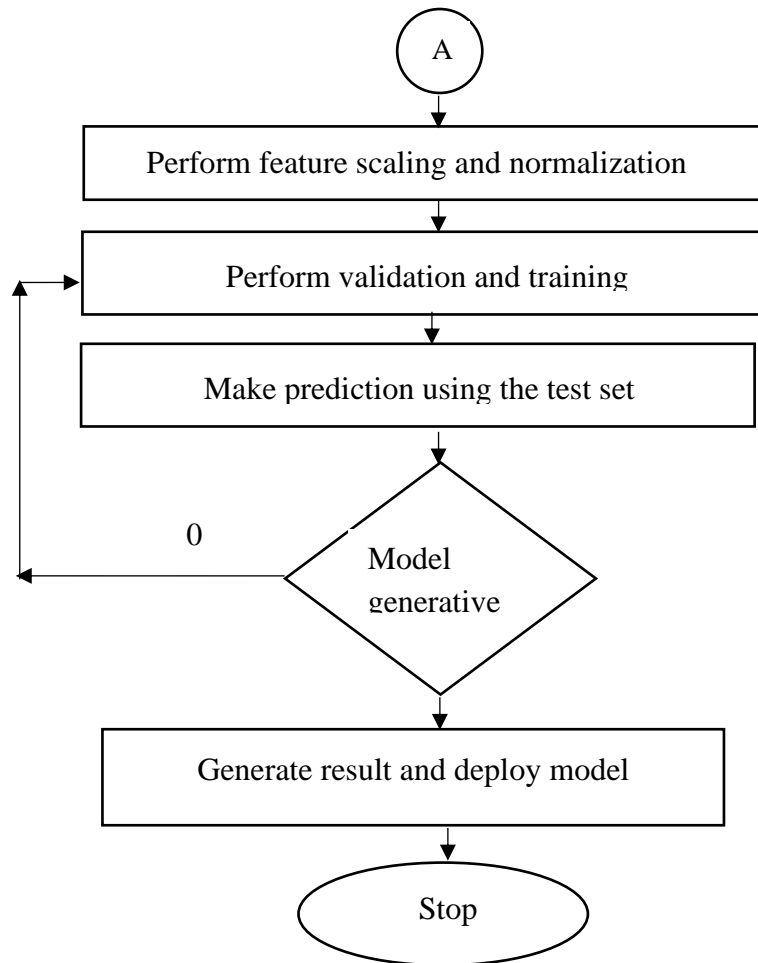 A
Perform feature scaling and normalization
Perform validation and training
Make prediction using the test set
0
Model
generative
Generate result and deploy model
Stop